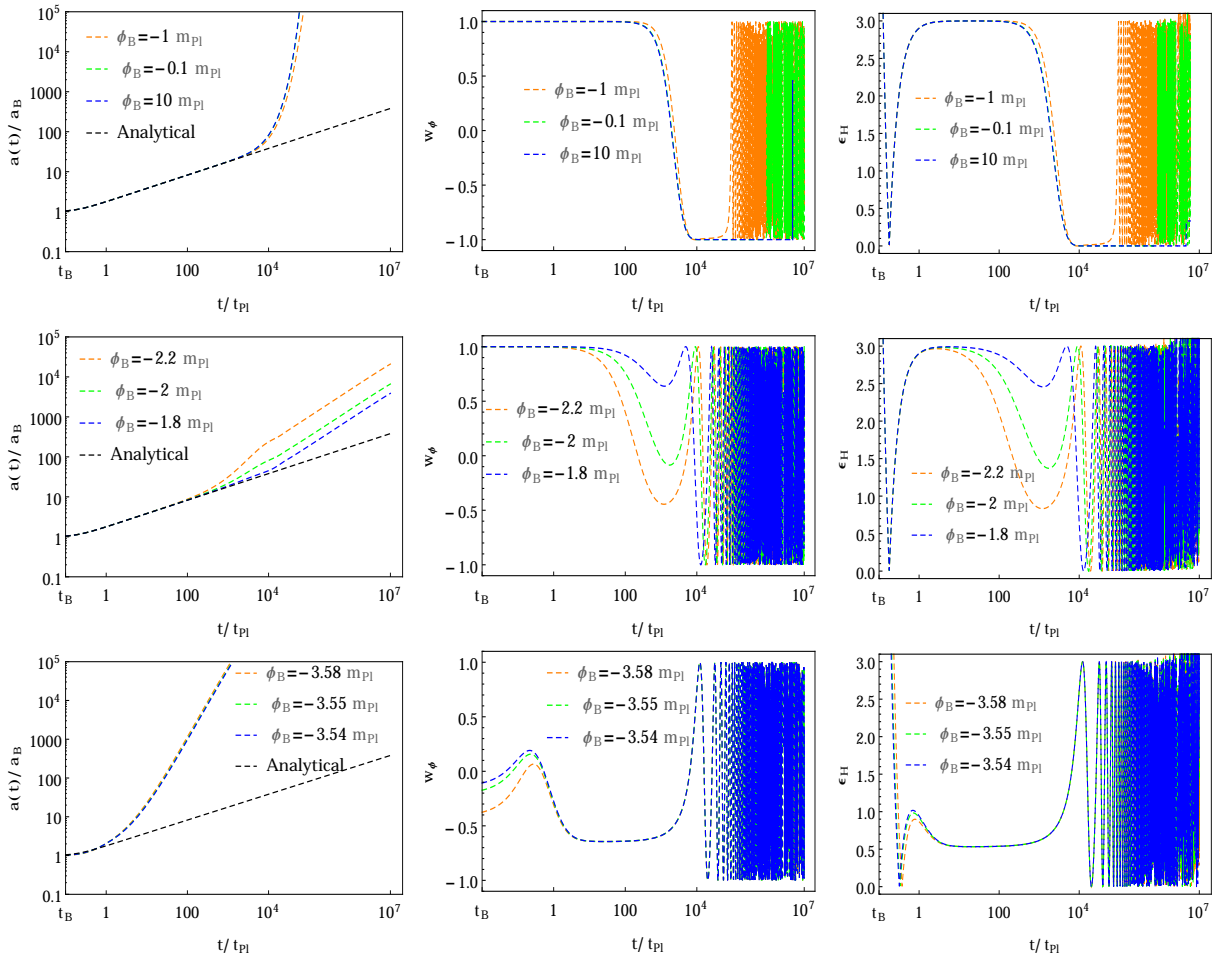 a(t)/ a_B
10^5
10^4
1000
100
10
1
0.1
ϕ_B=−1 m_Pl
ϕ_B=−0.1 m_Pl
ϕ_B=10 m_Pl
Analytical
t_B 1 100 10^4 10^7
t/ t_Pl
w_ϕ
1.0
0.5
0.0
−0.5
−1.0
ϕ_B=−1 m_Pl
ϕ_B=−0.1 m_Pl
ϕ_B=10 m_Pl
t_B 1 100 10^4 10^7
t/ t_Pl
ϵ_H
3.0
2.5
2.0
1.5
1.0
0.5
0.0
ϕ_B=−1 m_Pl
ϕ_B=−0.1 m_Pl
ϕ_B=10 m_Pl
t_B 1 100 10^4 10^7
t/ t_Pl
a(t)/ a_B
10^5
10^4
1000
100
10
1
0.1
ϕ_B=−2.2 m_Pl
ϕ_B=−2 m_Pl
ϕ_B=−1.8 m_Pl
Analytical
t_B 1 100 10^4 10^7
t/ t_Pl
w_ϕ
1.0
0.5
0.0
−0.5
−1.0
ϕ_B=−2.2 m_Pl
ϕ_B=−2 m_Pl
ϕ_B=−1.8 m_Pl
t_B 1 100 10^4 10^7
t/ t_Pl
ϵ_H
3.0
2.5
2.0
1.5
1.0
0.5
0.0
ϕ_B=−2.2 m_Pl
ϕ_B=−2 m_Pl
ϕ_B=−1.8 m_Pl
t_B 1 100 10^4 10^7
t/ t_Pl
a(t)/ a_B
10^5
10^4
1000
100
10
1
0.1
ϕ_B=−3.58 m_Pl
ϕ_B=−3.55 m_Pl
ϕ_B=−3.54 m_Pl
Analytical
t_B 1 100 10^4 10^7
t/ t_Pl
w_ϕ
1.0
0.5
0.0
−0.5
−1.0
ϕ_B=−3.58 m_Pl
ϕ_B=−3.55 m_Pl
ϕ_B=−3.54 m_Pl
t_B 1 100 10^4 10^7
t/ t_Pl
ϵ_H
3.0
2.5
2.0
1.5
1.0
0.5
0.0
ϕ_B=−3.58 m_Pl
ϕ_B=−3.55 m_Pl
ϕ_B=−3.54 m_Pl
t_B 1 100 10^4 10^7
t/ t_Pl